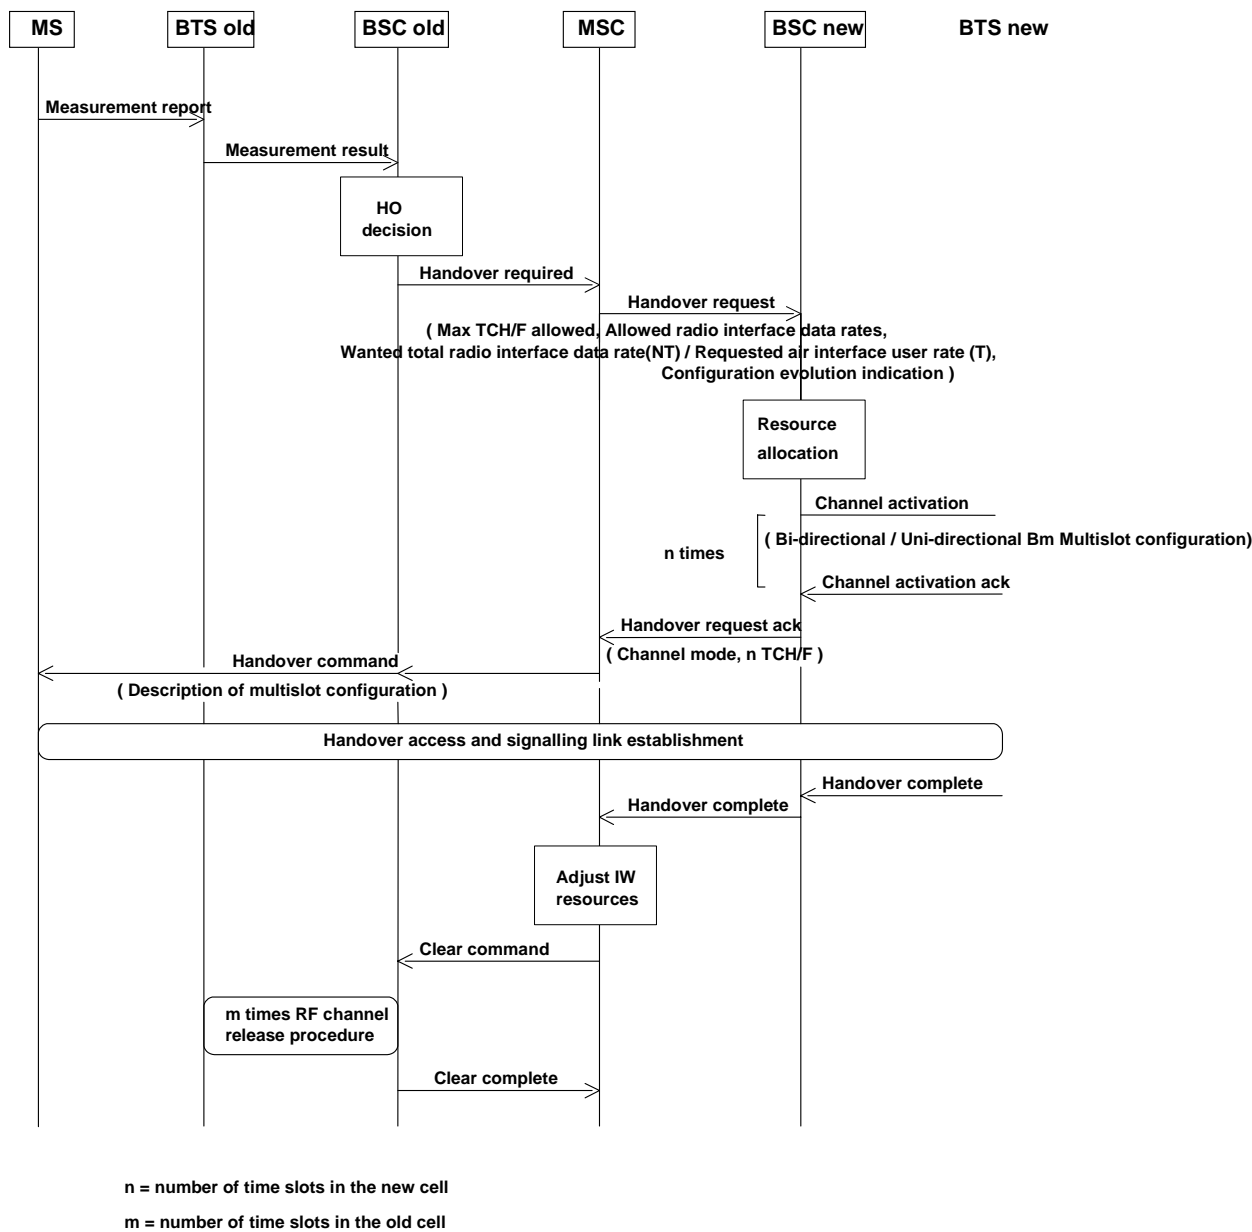 MS BTS old BSC old MSC BSC new BTS new
Measurement report
Measurement result
HO
decision
Handover required
Handover request
( Max TCH/F allowed, Allowed radio interface data rates,
Wanted total radio interface data rate(NT) / Requested air interface user rate (T),
Configuration evolution indication )
Resource
allocation
Channel activation
( Bi-directional / Uni-directional Bm Multislot configuration)
n times
Channel activation ack
Handover request ack
( Channel mode, n TCH/F )
Handover command
( Description of multislot configuration )
Handover access and signalling link establishment
Handover complete
Handover complete
Adjust IW
resources
Clear command
m times RF channel
release procedure
Clear complete
n = number of time slots in the new cell
m = number of time slots in the old cell